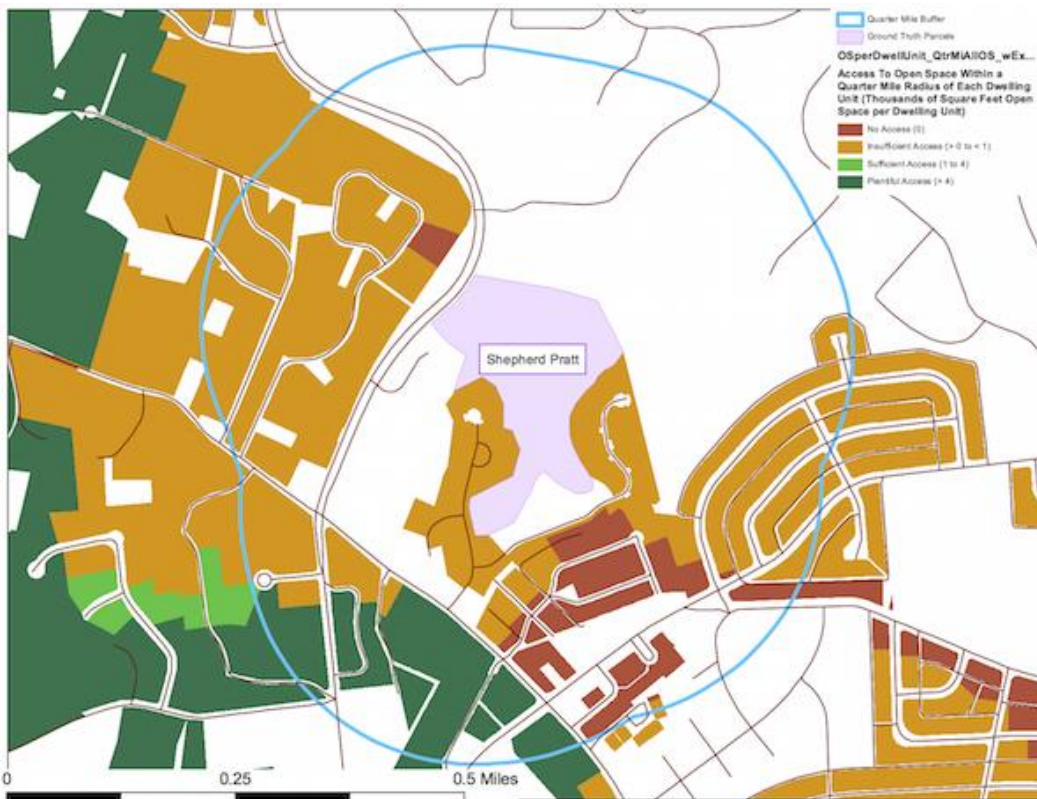 Quarter Mile Buffer
Ground Truth Parcels
OSperDwellUnit_QtrMiAllOS_wEx...
Access To Open Space Within a
Quarter Mile Radius of Each Dwelling
Unit (Thousands of Square Feet Open
Space per Dwelling Unit)
No Access (0)
Insufficient Access (> 0 to < 1)
Sufficient Access (1 to 4)
Plentiful Access (> 4)
Shepherd Pratt
0 0.25 0.5 Miles